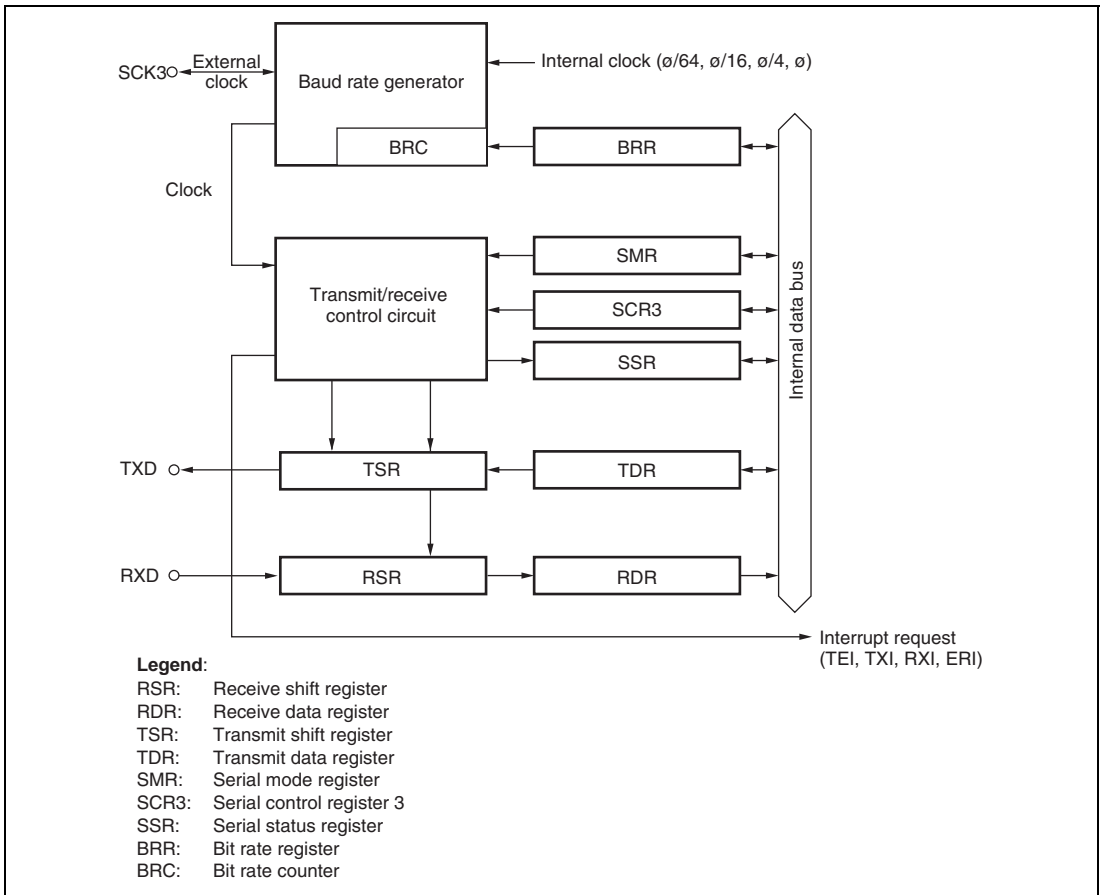 SCK3
External
clock
Baud rate generator
Internal clock (ø/64, ø/16, ø/4, ø)
BRC
BRR
Clock
Transmit/receive
control circuit
SMR
SCR3
SSR
Internal data bus
TXD
TSR
TDR
RXD
RSR
RDR
Interrupt request
(TEI, TXI, RXI, ERI)
Legend:
RSR: Receive shift register
RDR: Receive data register
TSR: Transmit shift register
TDR: Transmit data register
SMR: Serial mode register
SCR3: Serial control register 3
SSR: Serial status register
BRR: Bit rate register
BRC: Bit rate counter